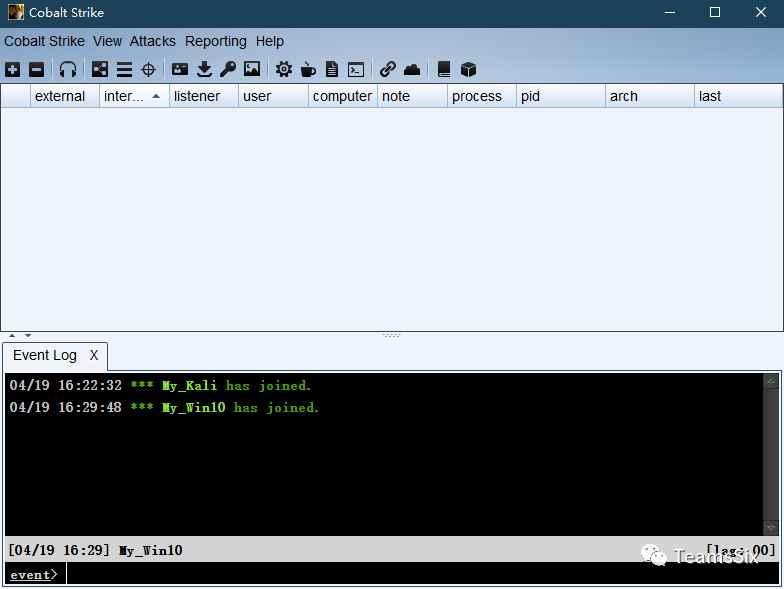 Cobalt Strike
Cobalt Strike View Attacks Reporting Help
external inter... listener user computer note process pid arch last
Event Log X
04/19 16:22:32 *** My_Kali has joined.
04/19 16:29:48 *** My_Win10 has joined.
[04/19 16:29] My_Win10 [lag: 00]
TeamsSix
event>